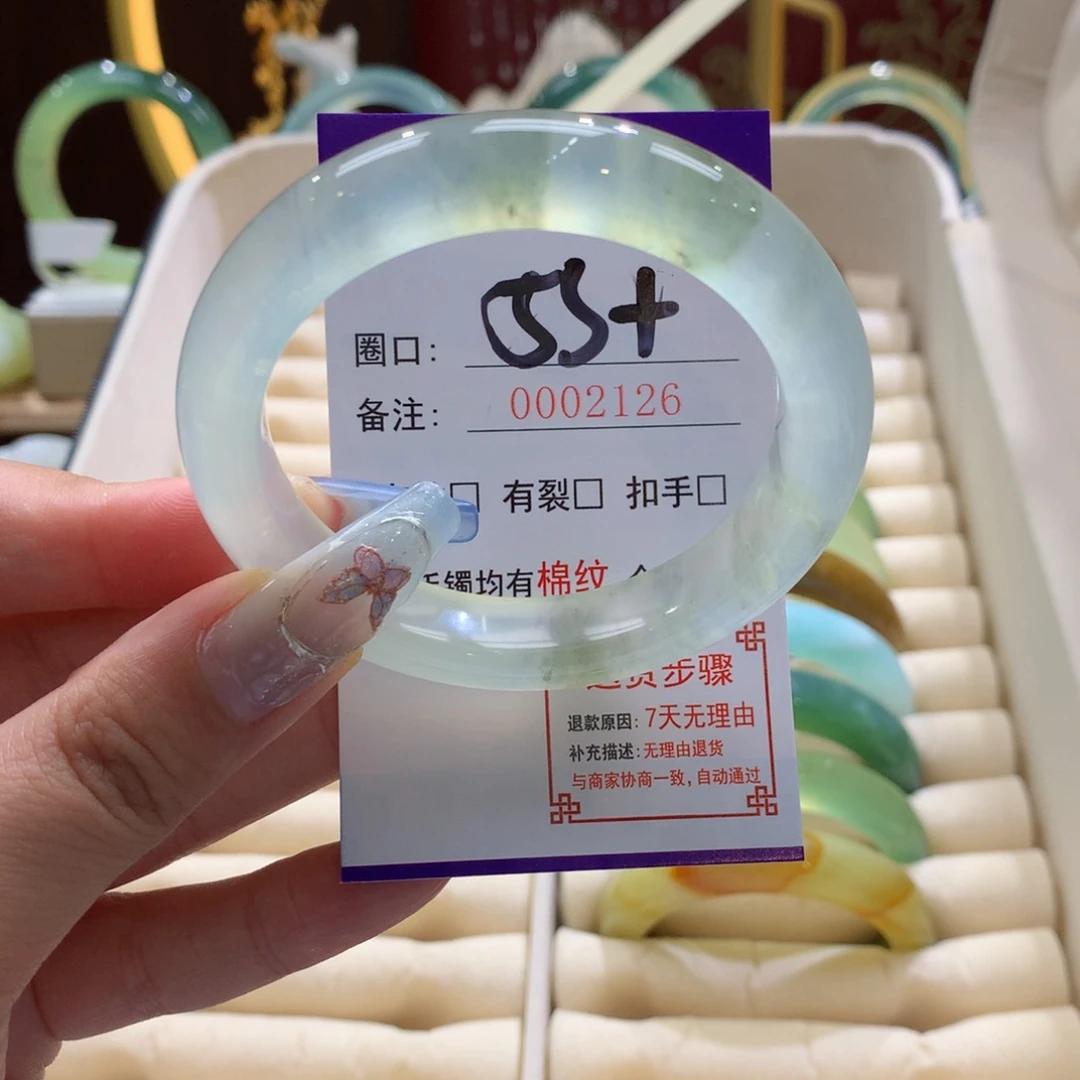 圈口: 55+
备注: 0002126
□ 有裂□ 扣手□
镯均有棉纹
步骤
退款原因: 7天无理由
补充描述: 无理由退货
与商家协商一致，自动通过